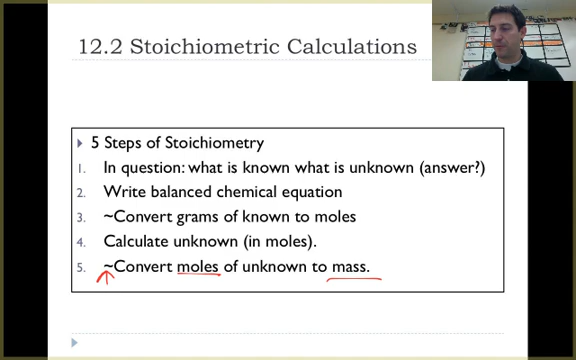 12.2 Stoichiometric Calculations
5 Steps of Stoichiometry
1. In question: what is known what is unknown (answer?)
2. Write balanced chemical equation
3. ~Convert grams of known to moles
4. Calculate unknown (in moles).
5. ~Convert moles of unknown to mass.